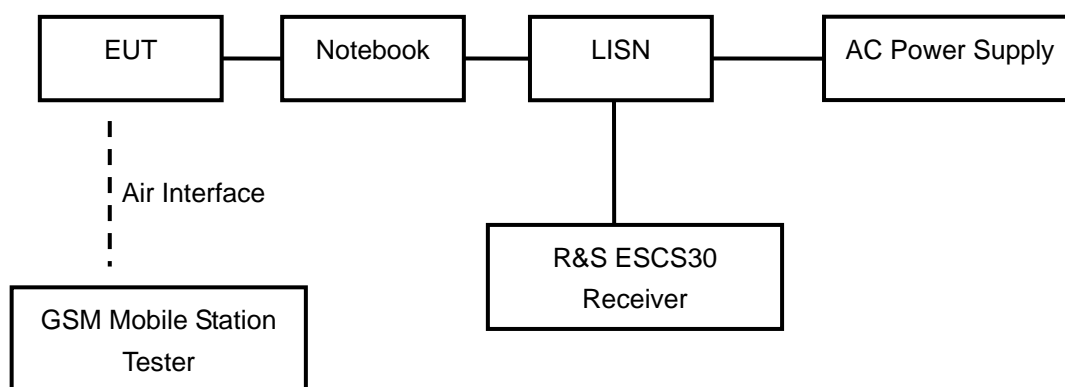 EUT
Notebook
LISN
AC Power Supply
Air Interface
R&S ESCS30
Receiver
GSM Mobile Station
Tester